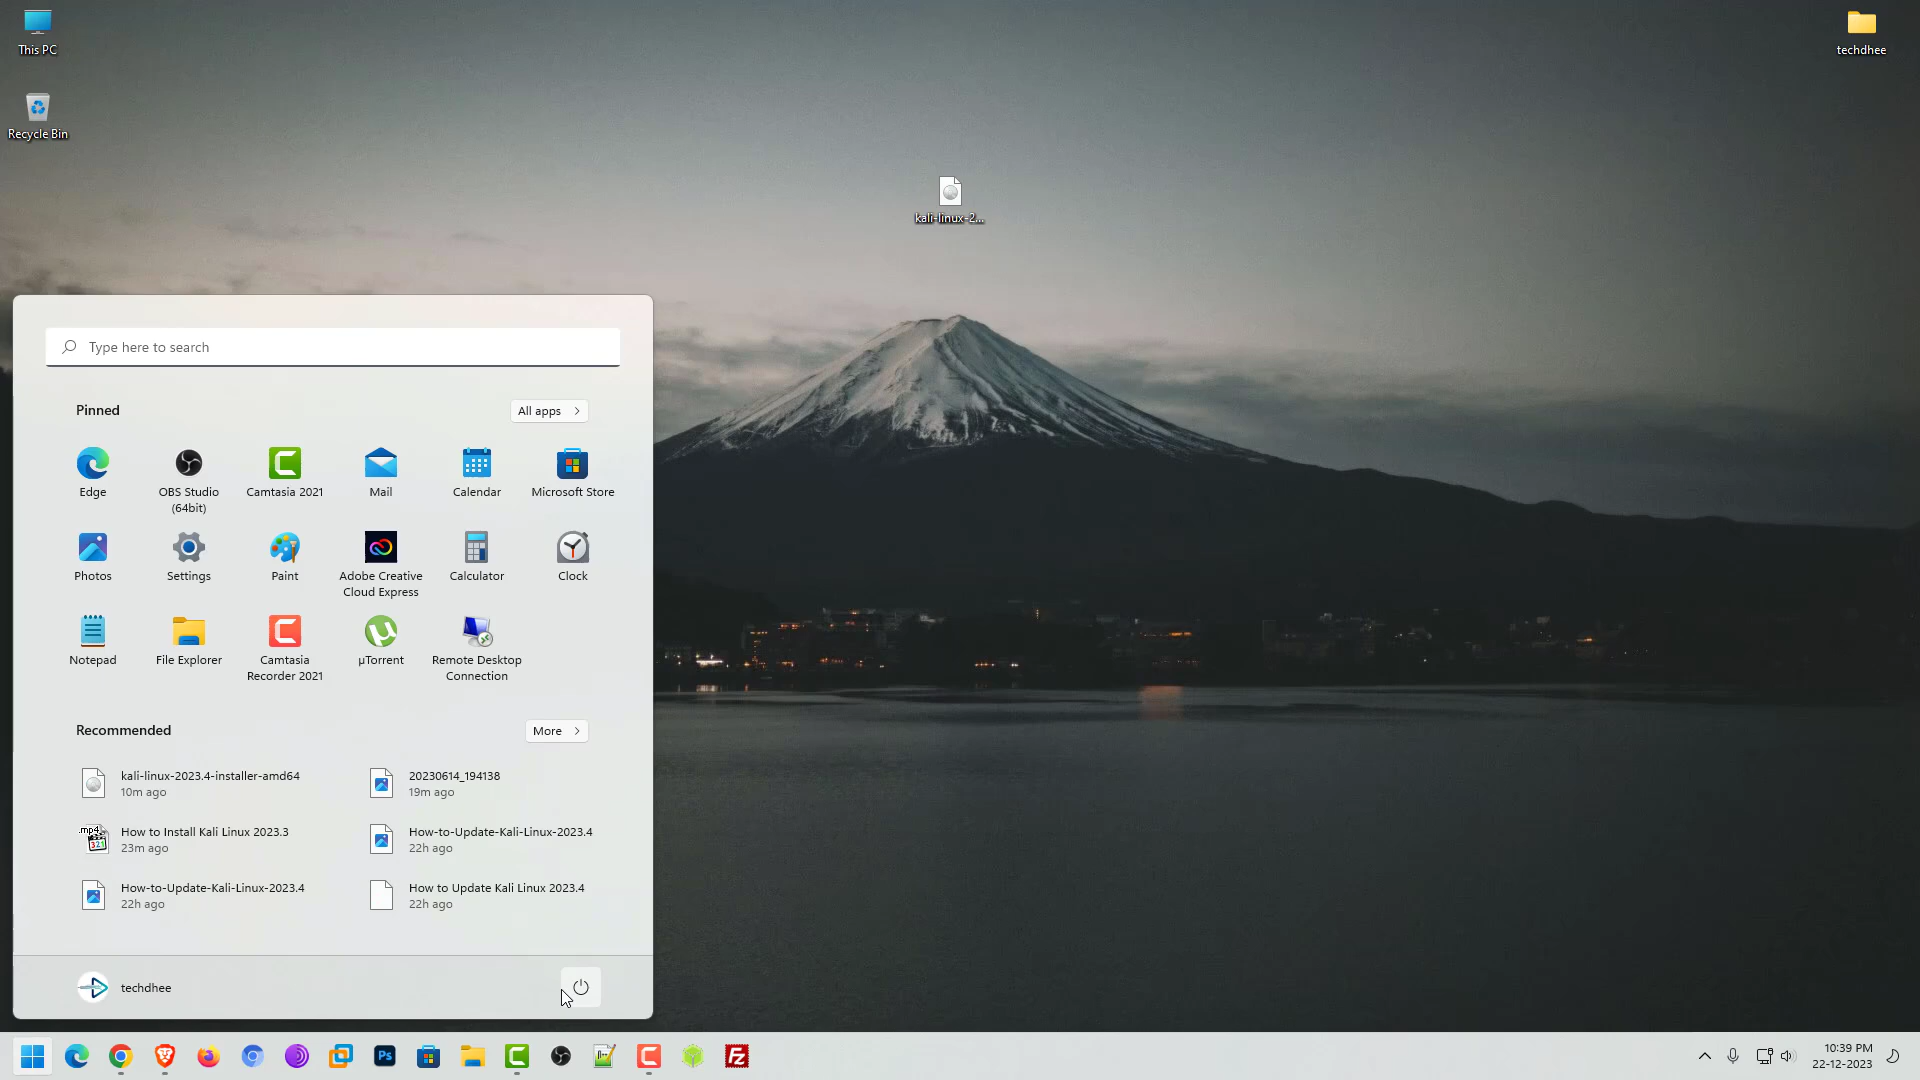 This PC
Recycle Bin
techdhee
kali-linux-2...
Type here to search
Pinned
All apps
Edge
OBS Studio
(64bit)
Camtasia 2021
Mail
Calendar
Microsoft Store
Photos
Settings
Paint
Adobe Creative
Cloud Express
Calculator
Clock
Notepad
File Explorer
Camtasia
Recorder 2021
µTorrent
Remote Desktop
Connection
Recommended
More
kali-linux-2023.4-installer-amd64
10m ago
20230614_194138
19m ago
.mp4
321
How to Install Kali Linux 2023.3
23m ago
How-to-Update-Kali-Linux-2023.4
22h ago
How-to-Update-Kali-Linux-2023.4
22h ago
How to Update Kali Linux 2023.4
22h ago
techdhee
Ps
Fz
10:39 PM
22-12-2023